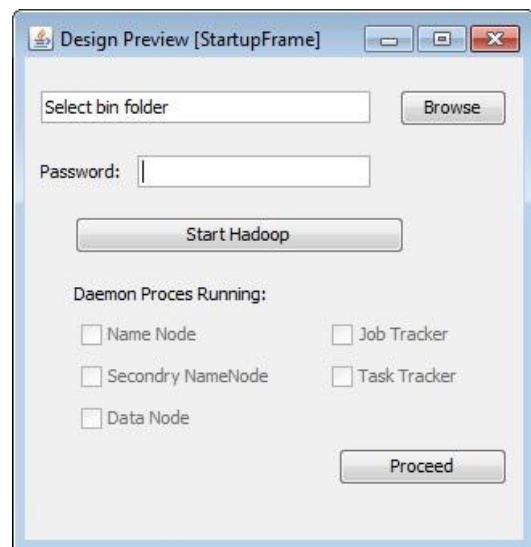 Design Preview [StartupFrame]
Select bin folder
Browse
Password:
Start Hadoop
Daemon Proces Running:
Name Node
Job Tracker
Secondry NameNode
Task Tracker
Data Node
Proceed